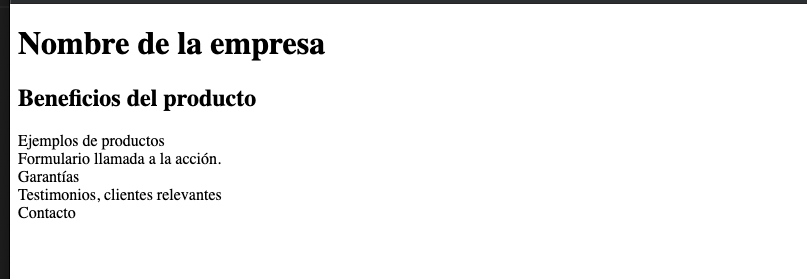 Nombre de la empresa
Beneficios del producto
Ejemplos de productos
Formulario llamada a la acción.
Garantías
Testimonios, clientes relevantes
Contacto